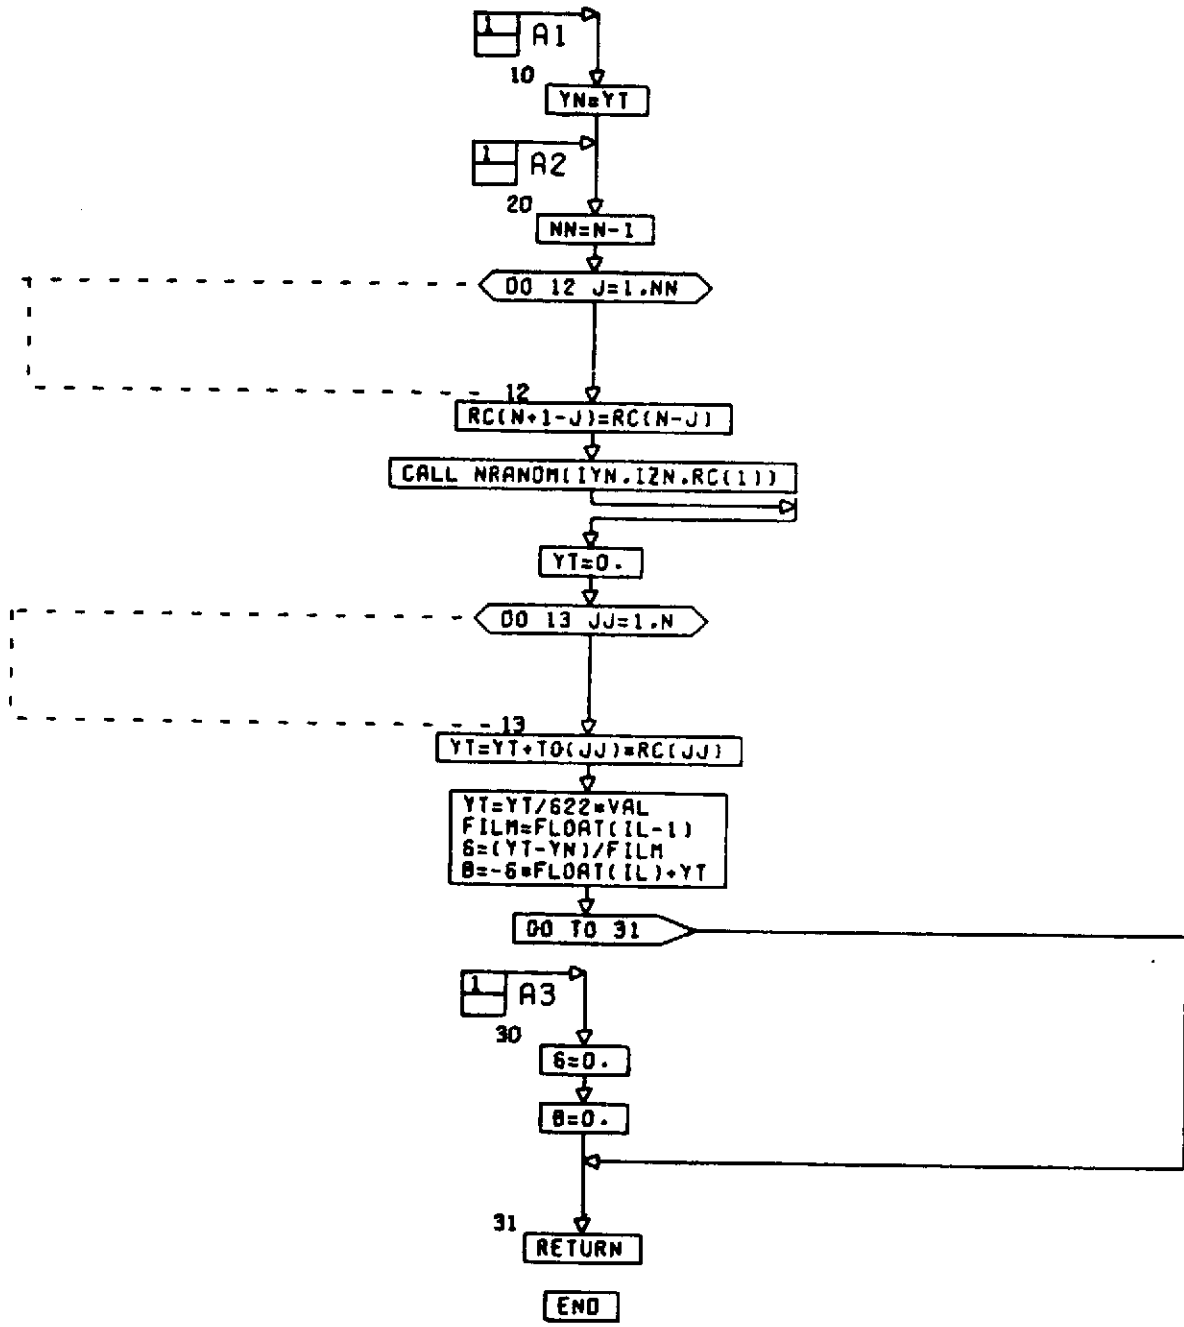 1 A1
10
YN=YT
1 A2
20
NN=N-1
DO 12 J=1.NN
12
RC(N+1-J)=RC(N-J)
CALL NRANDM(IYN.IZN.RC(1))
YT=0.
DO 13 JJ=1.N
13
YT=YT+TO(JJ)*RC(JJ)
YT=YT/G22*VAL
FILM=FLOAT(IL-1)
G=(YT-YN)/FILM
B=-G*FLOAT(IL)+YT
GO TO 31
1 A3
30
G=0.
B=0.
31
RETURN
END